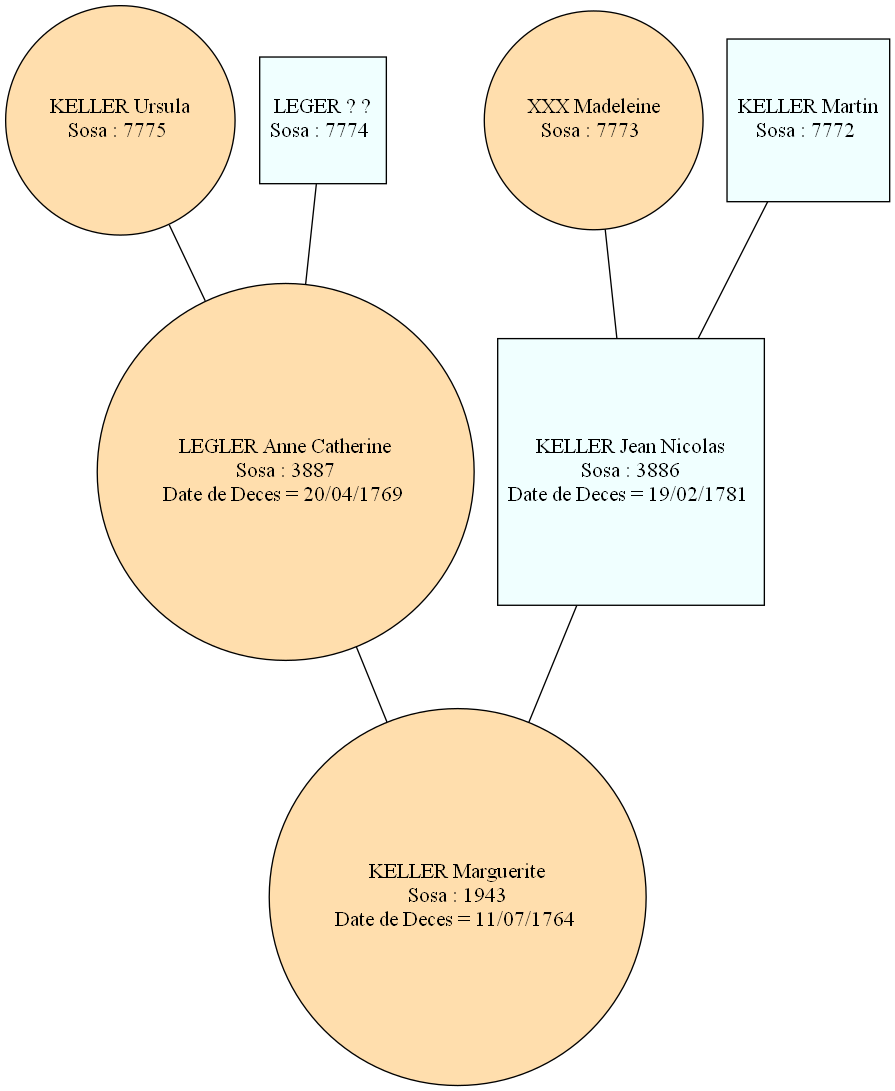 KELLER Ursula
Sosa : 7775
LEGER ? ?
Sosa : 7774
XXX Madeleine
Sosa : 7773
KELLER Martin
Sosa : 7772
LEGLER Anne Catherine
Sosa : 3887
Date de Deces = 20/04/1769
KELLER Jean Nicolas
Sosa : 3886
Date de Deces = 19/02/1781
KELLER Marguerite
Sosa : 1943
Date de Deces = 11/07/1764